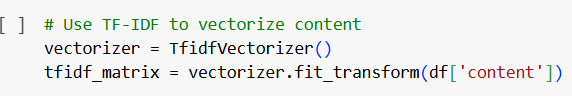 [ ] # Use TF-IDF to vectorize content
vectorizer = TfidfVectorizer()
tfidf_matrix = vectorizer.fit_transform(df['content'])